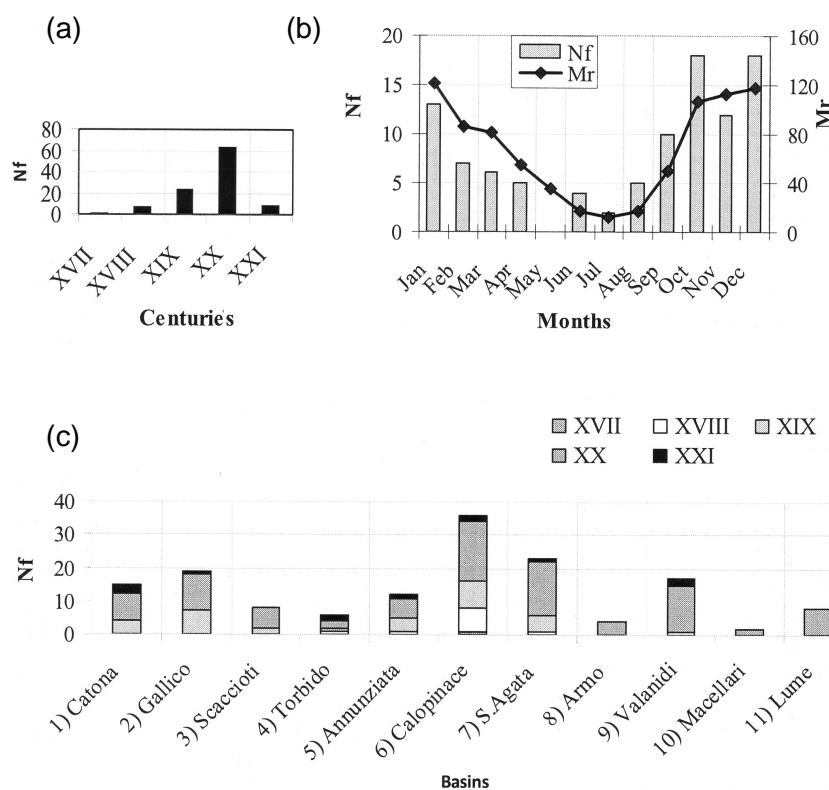 (a)
80
60
40
20
0
Nf
XVII
XVIII
XIX
XX
XXI
Centuries
(b)
20
15
10
5
0
Nf
Nf
Mr
160
120
80
40
0
Mr
Jan
Feb
Mar
Apr
May
Jun
Jul
Aug
Sep
Oct
Nov
Dec
Months
(c)
XVII XVIII XIX
XX XXI
40
30
20
10
0
Nf
1) Catona
2) Gallico
3) Scaccioti
4) Torbido
5) Annunziata
6) Calopinace
7) S.Agata
8) Armo
9) Valanidi
10) Macellari
11) Lume
Basins